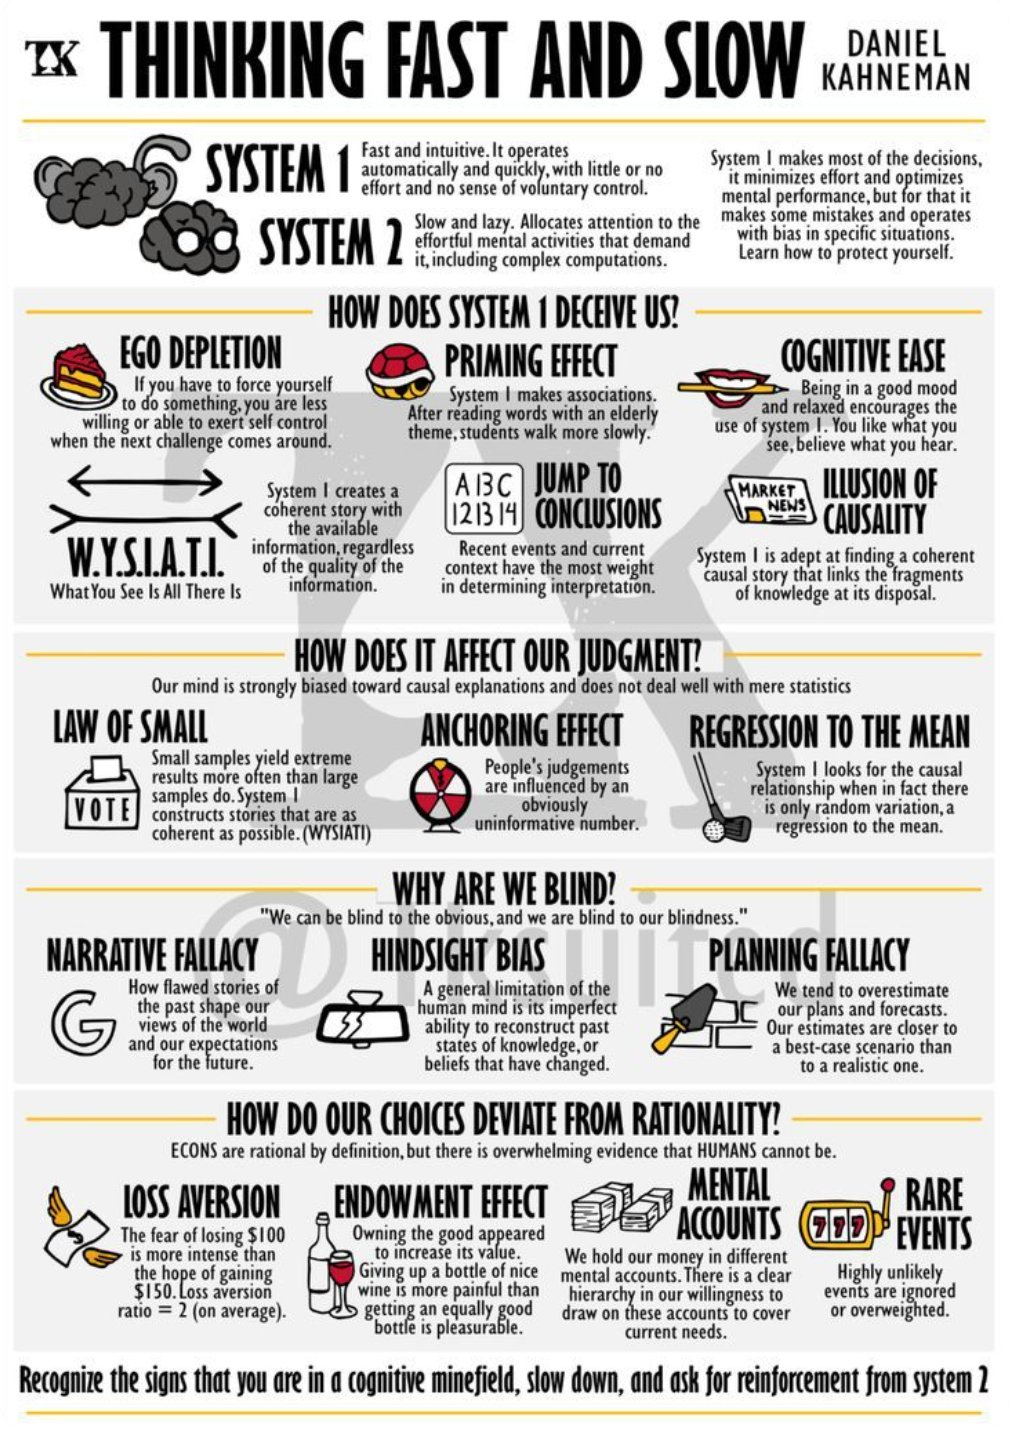 TK THINKING FAST AND SLOW
DANIEL
KAHNEMAN
SYSTEM 1
Fast and intuitive. It operates
automatically and quickly, with little or no
effort and no sense of voluntary control.
SYSTEM 2
Slow and lazy. Allocates attention to the
effortful mental activities that demand
it, including complex computations.
System 1 makes most of the decisions,
it minimizes effort and optimizes
mental performance, but for that it
makes some mistakes and operates
with bias in specific situations.
Learn how to protect yourself.
HOW DOES SYSTEM 1 DECEIVE US?
EGO DEPLETION
If you have to force yourself
to do something, you are less
willing or able to exert self control
when the next challenge comes around.
PRIMING EFFECT
System 1 makes associations.
After reading words with an elderly
theme, students walk more slowly.
COGNITIVE EASE
Being in a good mood
and relaxed encourages the
use of system 1. You like what you
see, believe what you hear.
W.Y.S.I.A.T.I.
What You See Is All There Is
System 1 creates a
coherent story with
the available
information, regardless
of the quality of the
information.
A 13 C
12 13 14
JUMP TO
CONCLUSIONS
Recent events and current
context have the most weight
in determining interpretation.
MARKET
NEWS
ILLUSION OF
CAUSALITY
System 1 is adept at finding a coherent
causal story that links the fragments
of knowledge at its disposal.
HOW DOES IT AFFECT OUR JUDGMENT?
Our mind is strongly biased toward causal explanations and does not deal well with mere statistics
LAW OF SMALL
VOTE
Small samples yield extreme
results more often than large
samples do. System 1
constructs stories that are as
coherent as possible. (WYSIATI)
ANCHORING EFFECT
People's judgements
are influenced by an
obviously
uninformative number.
REGRESSION TO THE MEAN
System 1 looks for the causal
relationship when in fact there
is only random variation, a
regression to the mean.
WHY ARE WE BLIND?
"We can be blind to the obvious, and we are blind to our blindness."
NARRATIVE FALLACY
G
How flawed stories of
the past shape our
views of the world
and our expectations
for the future.
HINDSIGHT BIAS
A general limitation of the
human mind is its imperfect
ability to reconstruct past
states of knowledge, or
beliefs that have changed.
PLANNING FALLACY
We tend to overestimate
our plans and forecasts.
Our estimates are closer to
a best-case scenario than
to a realistic one.
HOW DO OUR CHOICES DEVIATE FROM RATIONALITY?
ECONS are rational by definition, but there is overwhelming evidence that HUMANS cannot be.
LOSS AVERSION
The fear of losing $100
is more intense than
the hope of gaining
$150. Loss aversion
ratio = 2 (on average).
ENDOWMENT EFFECT
Owning the good appeared
to increase its value.
Giving up a bottle of nice
wine is more painful than
getting an equally good
bottle is pleasurable.
MENTAL
ACCOUNTS
We hold our money in different
mental accounts. There is a clear
hierarchy in our willingness to
draw on these accounts to cover
current needs.
777
RARE
EVENTS
Highly unlikely
events are ignored
or overweighted.
Recognize the signs that you are in a cognitive minefield, slow down, and ask for reinforcement from system 2
TK
@Tksuited